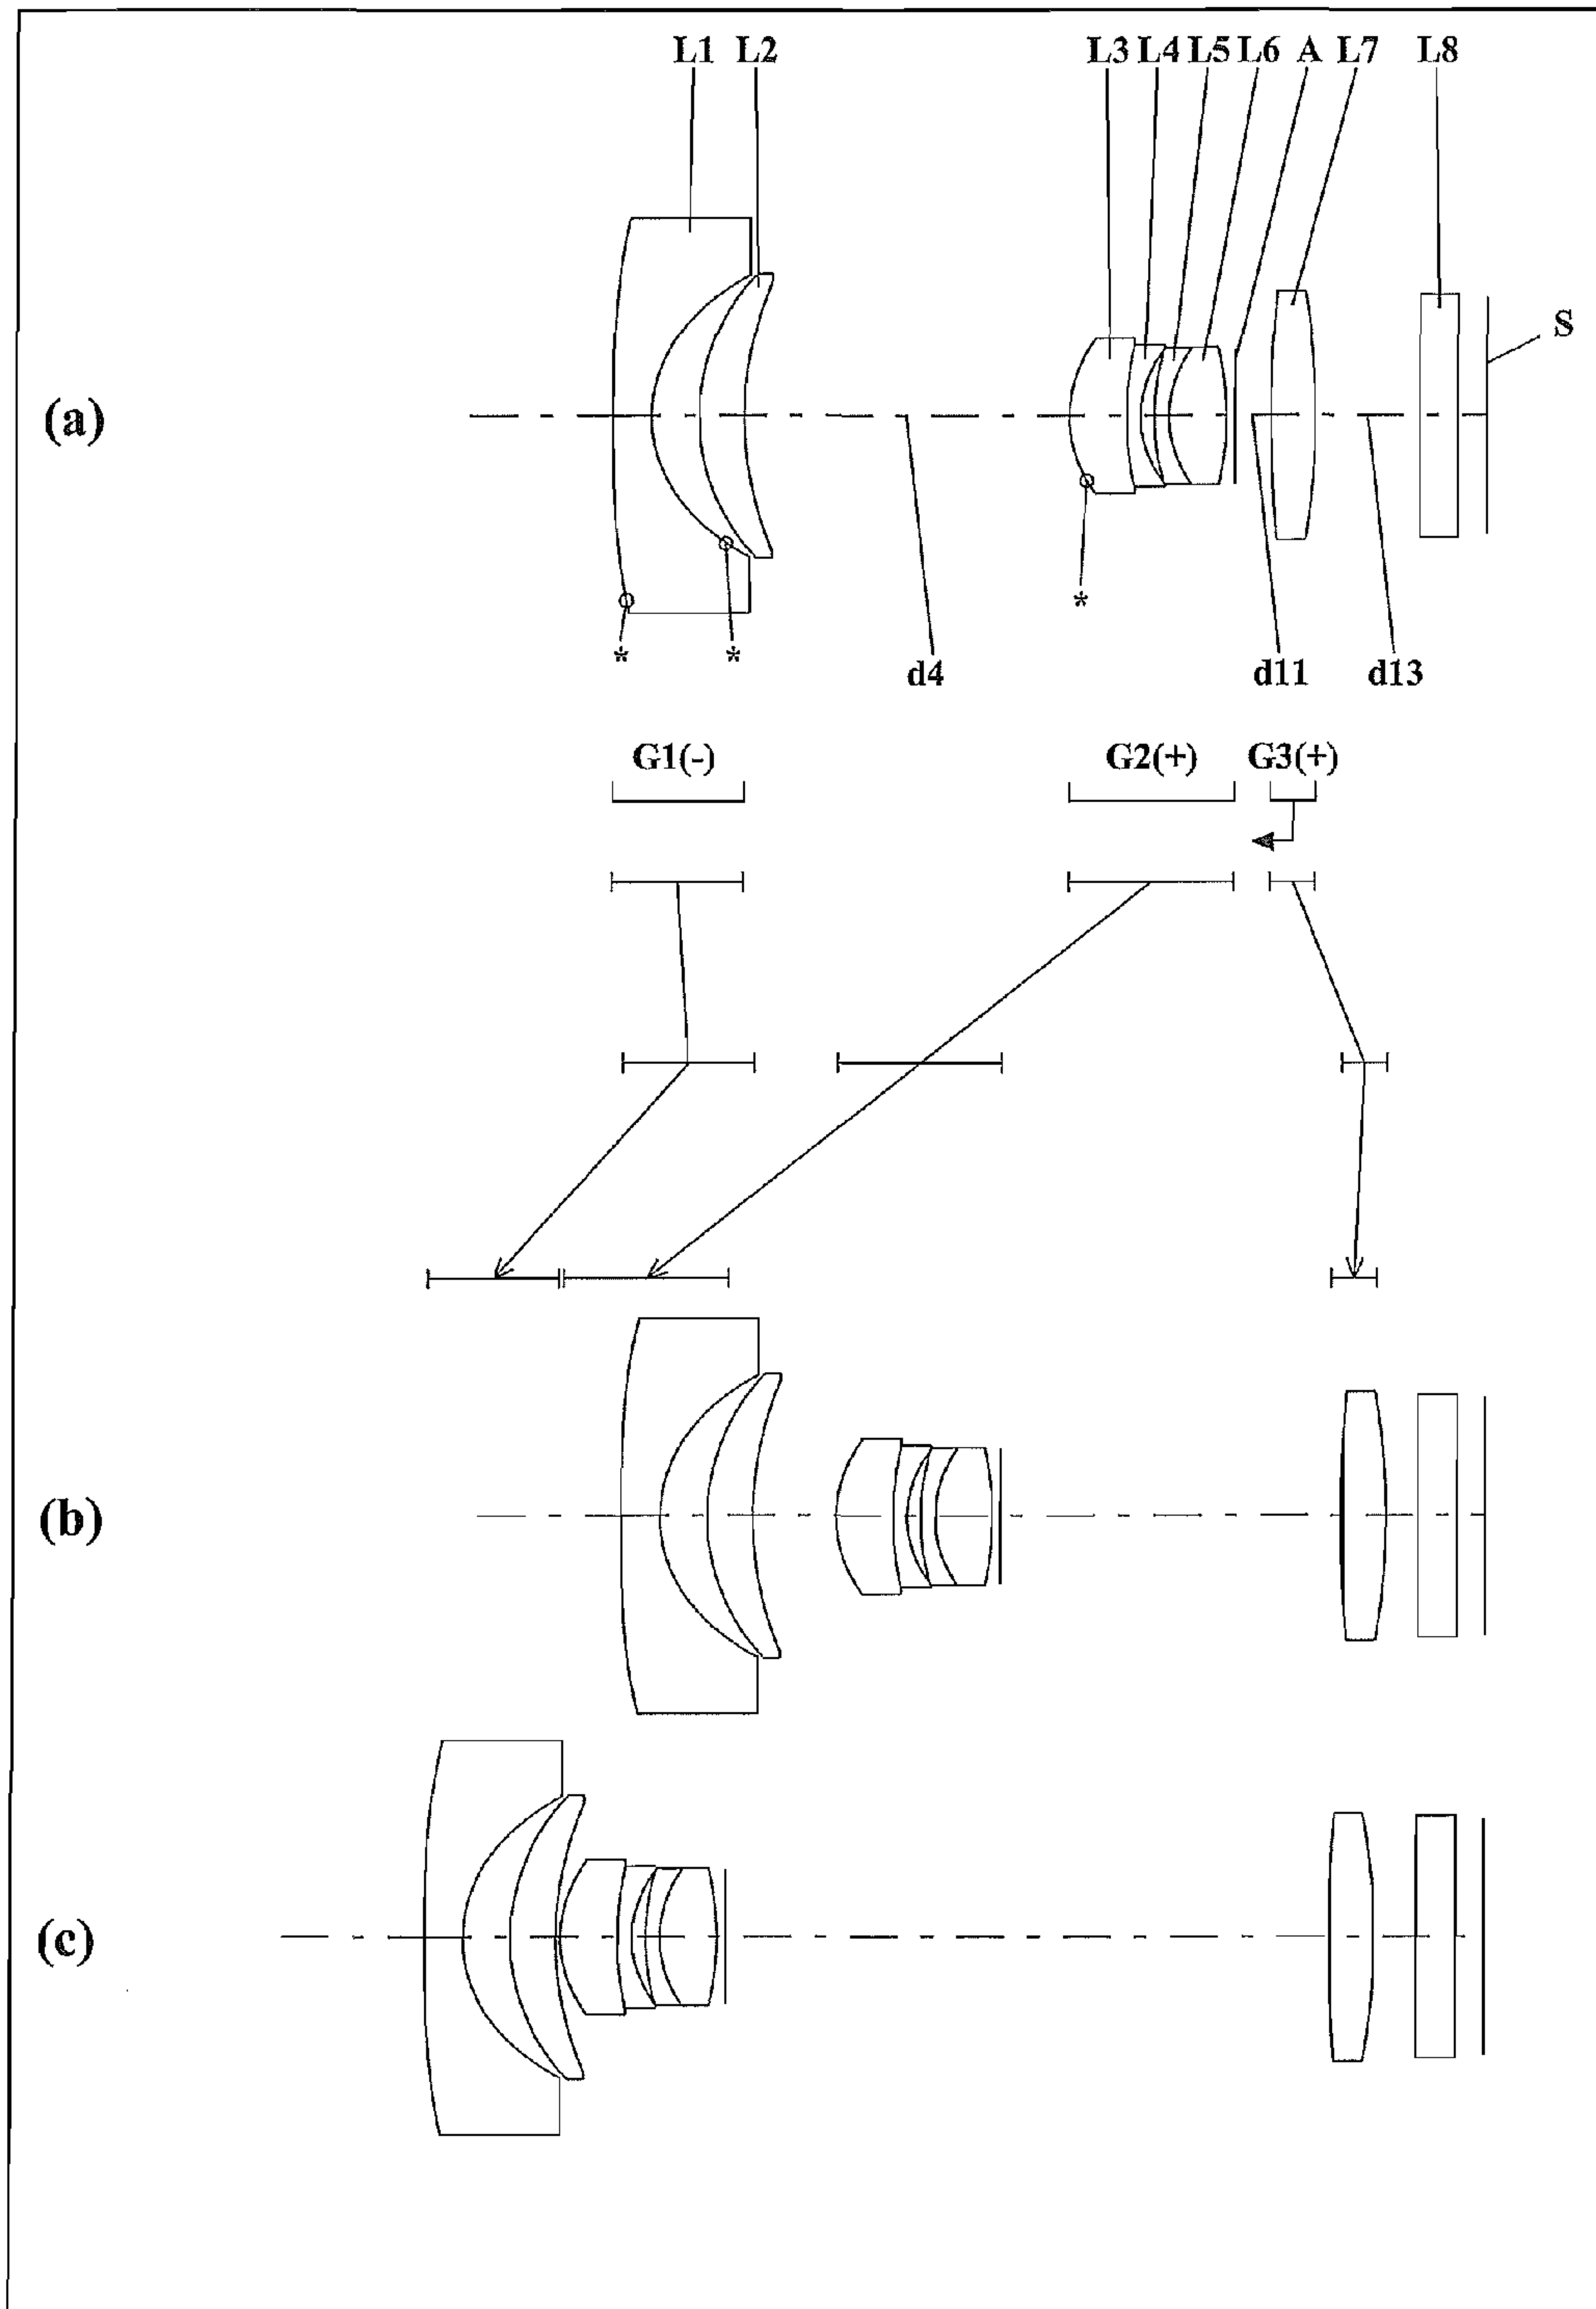 L1 L2 L3 L4 L5 L6 A L7 L8
S
(a)
* * *
d4 d11 d13
G1(-) G2(+) G3(+)
(b)
(c)